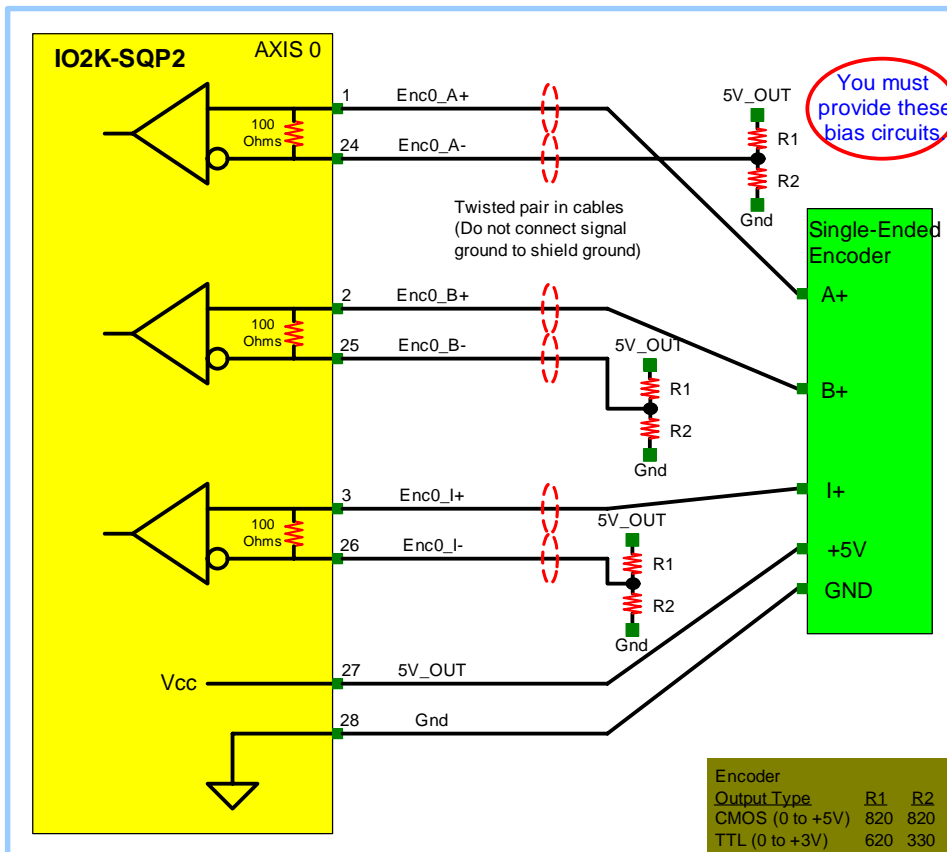 IO2K-SQP2
AXIS 0
1
Enc0_A+
100
Ohms
24
Enc0_A-
5V_OUT
R1
R2
Gnd
You must
provide these
bias circuits
Twisted pair in cables
(Do not connect signal
ground to shield ground)
Single-Ended
Encoder
A+
2
Enc0_B+
100
Ohms
25
Enc0_B-
5V_OUT
R1
R2
Gnd
B+
3
Enc0_I+
100
Ohms
26
Enc0_I-
5V_OUT
R1
R2
Gnd
I+
+5V
GND
Vcc
27
5V_OUT
28
Gnd
Encoder
Output Type R1 R2
CMOS (0 to +5V) 820 820
TTL (0 to +3V) 620 330